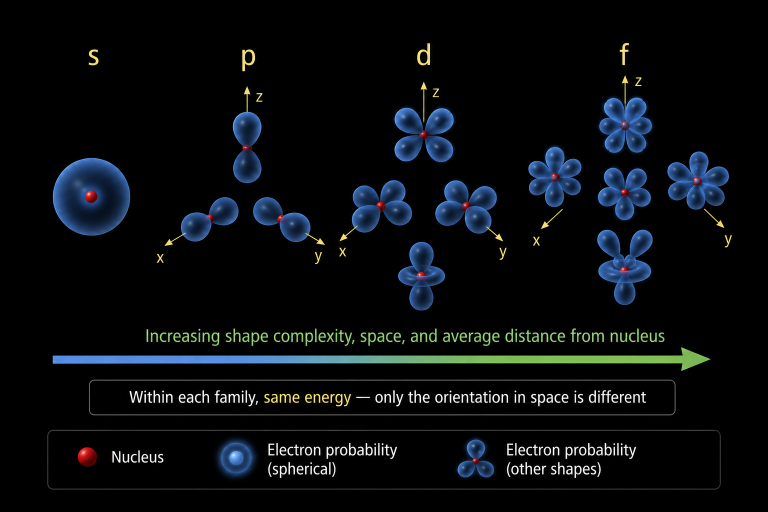 s
p
d
f
z
z
z
x
y
x
y
x
y
Increasing shape complexity, space, and average distance from nucleus
Within each family, same energy — only the orientation in space is different
Nucleus
Electron probability
(spherical)
Electron probability
(other shapes)